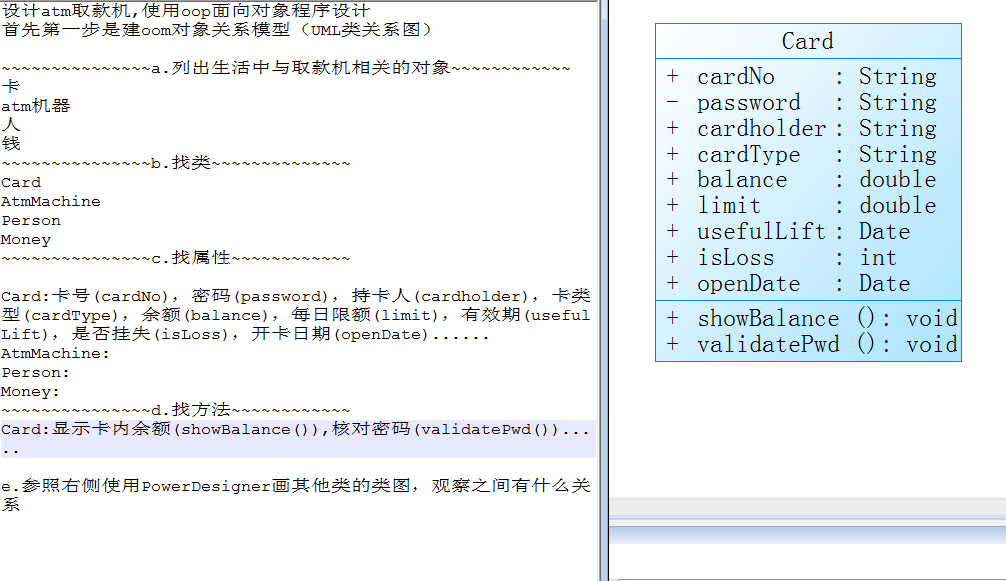 设计atm取款机,使用oop面向对象程序设计
首先第一步是建oom对象关系模型（UML类关系图）
~~~~~~~~~~~~~~~a.列出生活中与取款机相关的对象~~~~~~~~~~~~
卡
atm机器
人
钱
~~~~~~~~~~~~~~~b.找类~~~~~~~~~~~~~~
Card
AtmMachine
Person
Money
~~~~~~~~~~~~~~~c.找属性~~~~~~~~~~~~
Card:卡号(cardNo)，密码(password)，持卡人(cardholder)，卡类
型(cardType)，余额(balance)，每日限额(limit)，有效期(useful
Lift)，是否挂失(isLoss)，开卡日期(openDate)......
AtmMachine:
Person:
Money:
~~~~~~~~~~~~~~~d.找方法~~~~~~~~~~~~
Card:显示卡内余额(showBalance()),核对密码(validatePwd())...
..
e.参照右侧使用PowerDesigner画其他类的类图，观察之间有什么关
系
Card
+ cardNo : String
- password : String
+ cardholder : String
+ cardType : String
+ balance : double
+ limit : double
+ usefulLift : Date
+ isLoss : int
+ openDate : Date
+ showBalance (): void
+ validatePwd (): void